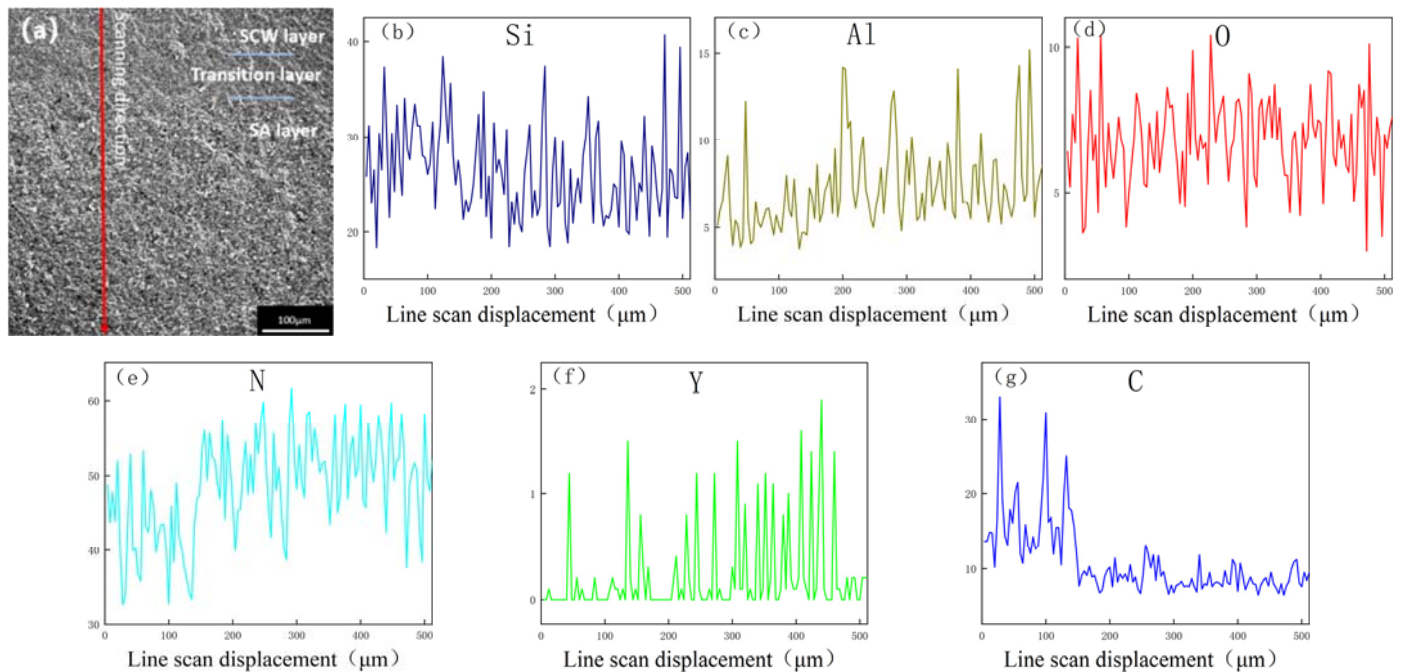 (a)
Scanning direction
SCW layer
Transition layer
SA layer
100μm
(b)
Si
40
30
20
0
100
200
300
400
500
Line scan displacement（μm）
(c)
Al
15
10
5
0
100
200
300
400
500
Line scan displacement（μm）
(d)
O
10
5
0
100
200
300
400
500
Line scan displacement（μm）
(e)
N
60
50
40
30
0
100
200
300
400
500
Line scan displacement（μm）
(f)
Y
2
1
0
0
100
200
300
400
500
Line scan displacement（μm）
(g)
C
30
20
10
0
100
200
300
400
500
Line scan displacement（μm）